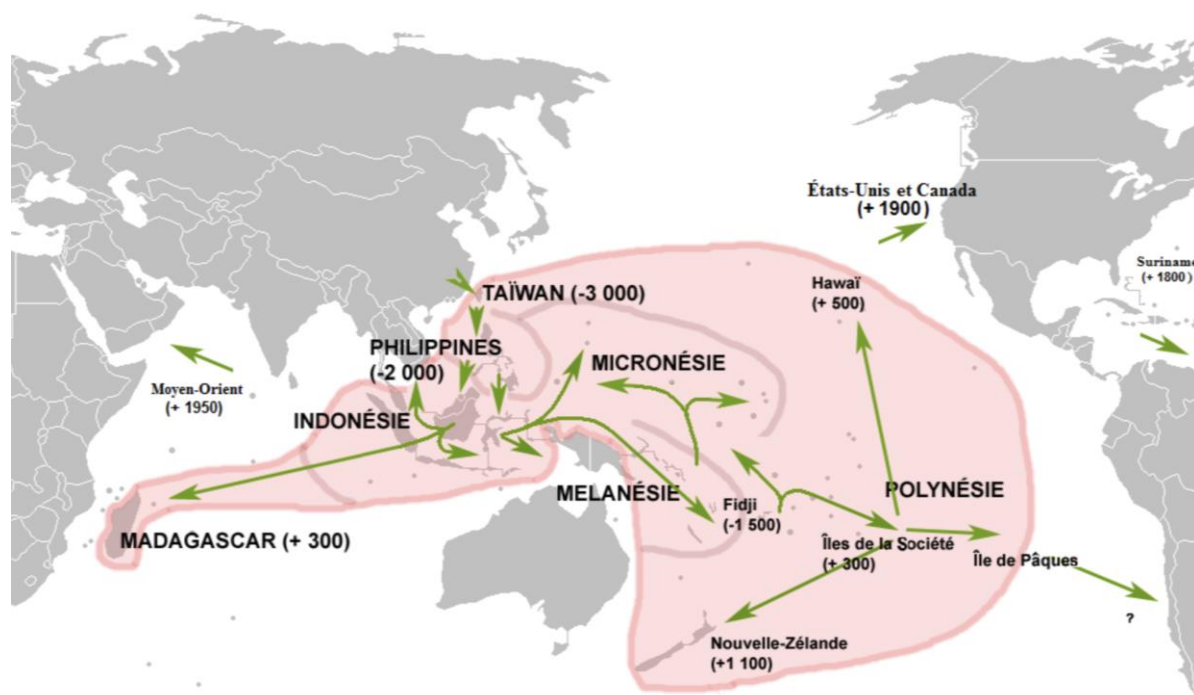 États-Unis et Canada
(+ 1900)
Suriname
(+ 1800)
Hawaï
(+ 500)
TAÏWAN (-3 000)
PHILIPPINES
(-2 000)
MICRONÉSIE
Moyen-Orient
(+ 1950)
INDONÉSIE
MELANÉSIE
Fidji
(-1 500)
POLYNÉSIE
Îles de la Société
(+ 300)
Île de Pâques
MADAGASCAR (+ 300)
?
Nouvelle-Zélande
(+1 100)